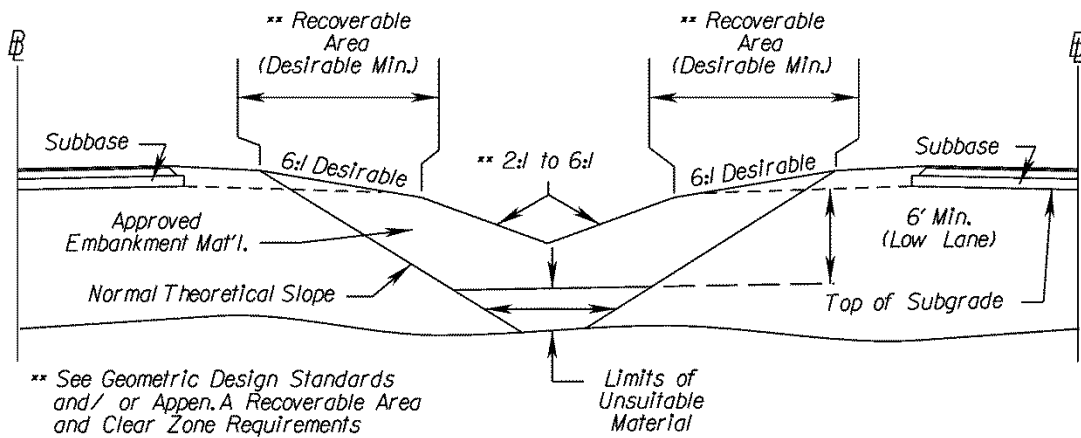 ** Recoverable
Area
(Desirable Min.)
** Recoverable
Area
(Desirable Min.)
Subbase
6:1 Desirable
** 2:1 to 6:1
6:1 Desirable
Subbase
Approved
Embankment Mat'l.
6' Min.
(Low Lane)
Normal Theoretical Slope
Top of Subgrade
** See Geometric Design Standards
and/ or Appen. A Recoverable Area
and Clear Zone Requirements
Limits of
Unsuitable
Material